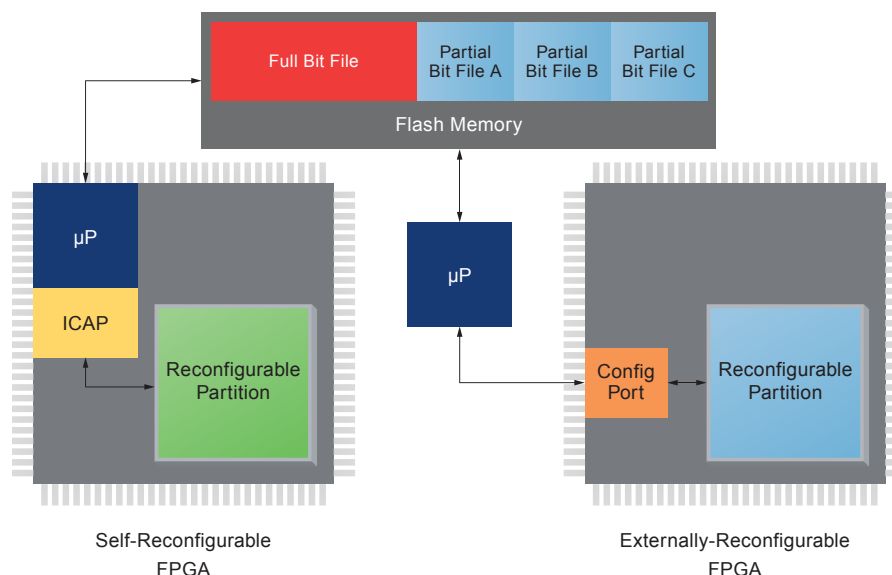 Full Bit File
Partial
Bit File A
Partial
Bit File B
Partial
Bit File C
Flash Memory
µP
ICAP
Reconfigurable
Partition
µP
Config
Port
Reconfigurable
Partition
Self-Reconfigurable
FPGA
Externally-Reconfigurable
FPGA